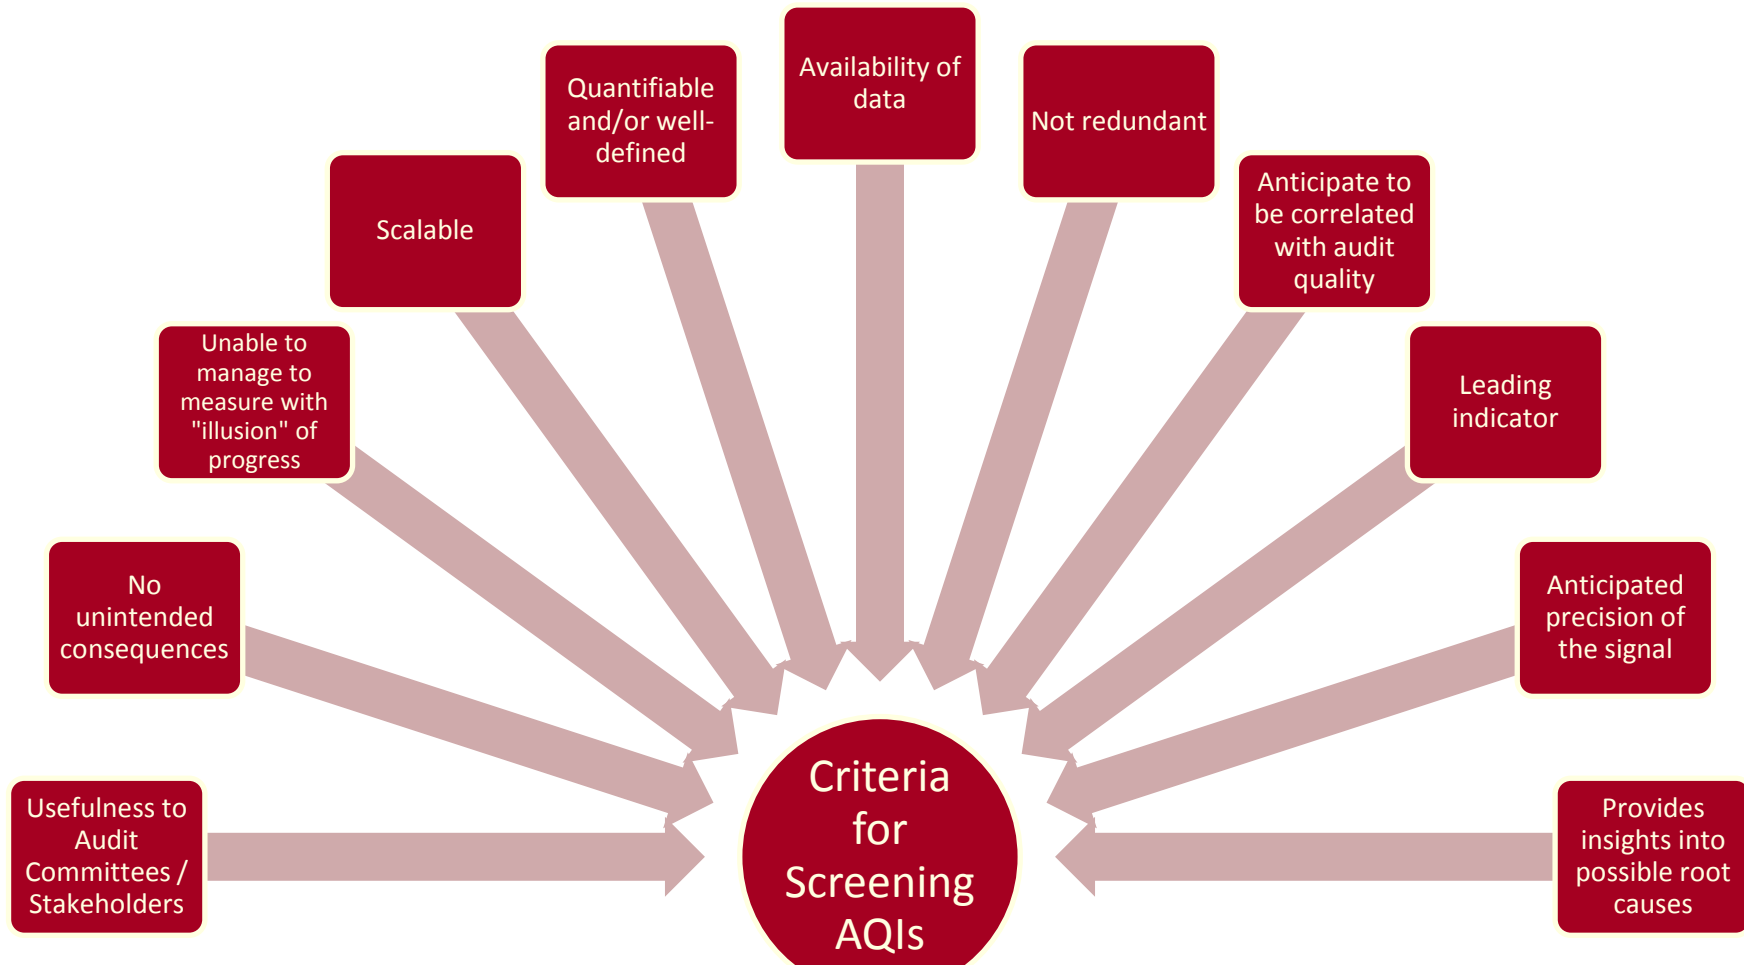 Availability of
data
Quantifiable
and/or well-
defined
Not redundant
Scalable
Anticipate to
be correlated
with audit
quality
Unable to
manage to
measure with
"illusion" of
progress
Leading
indicator
No
unintended
consequences
Anticipated
precision of
the signal
Usefulness to
Audit
Committees /
Stakeholders
Criteria
for
Screening
AQIs
Provides
insights into
possible root
causes